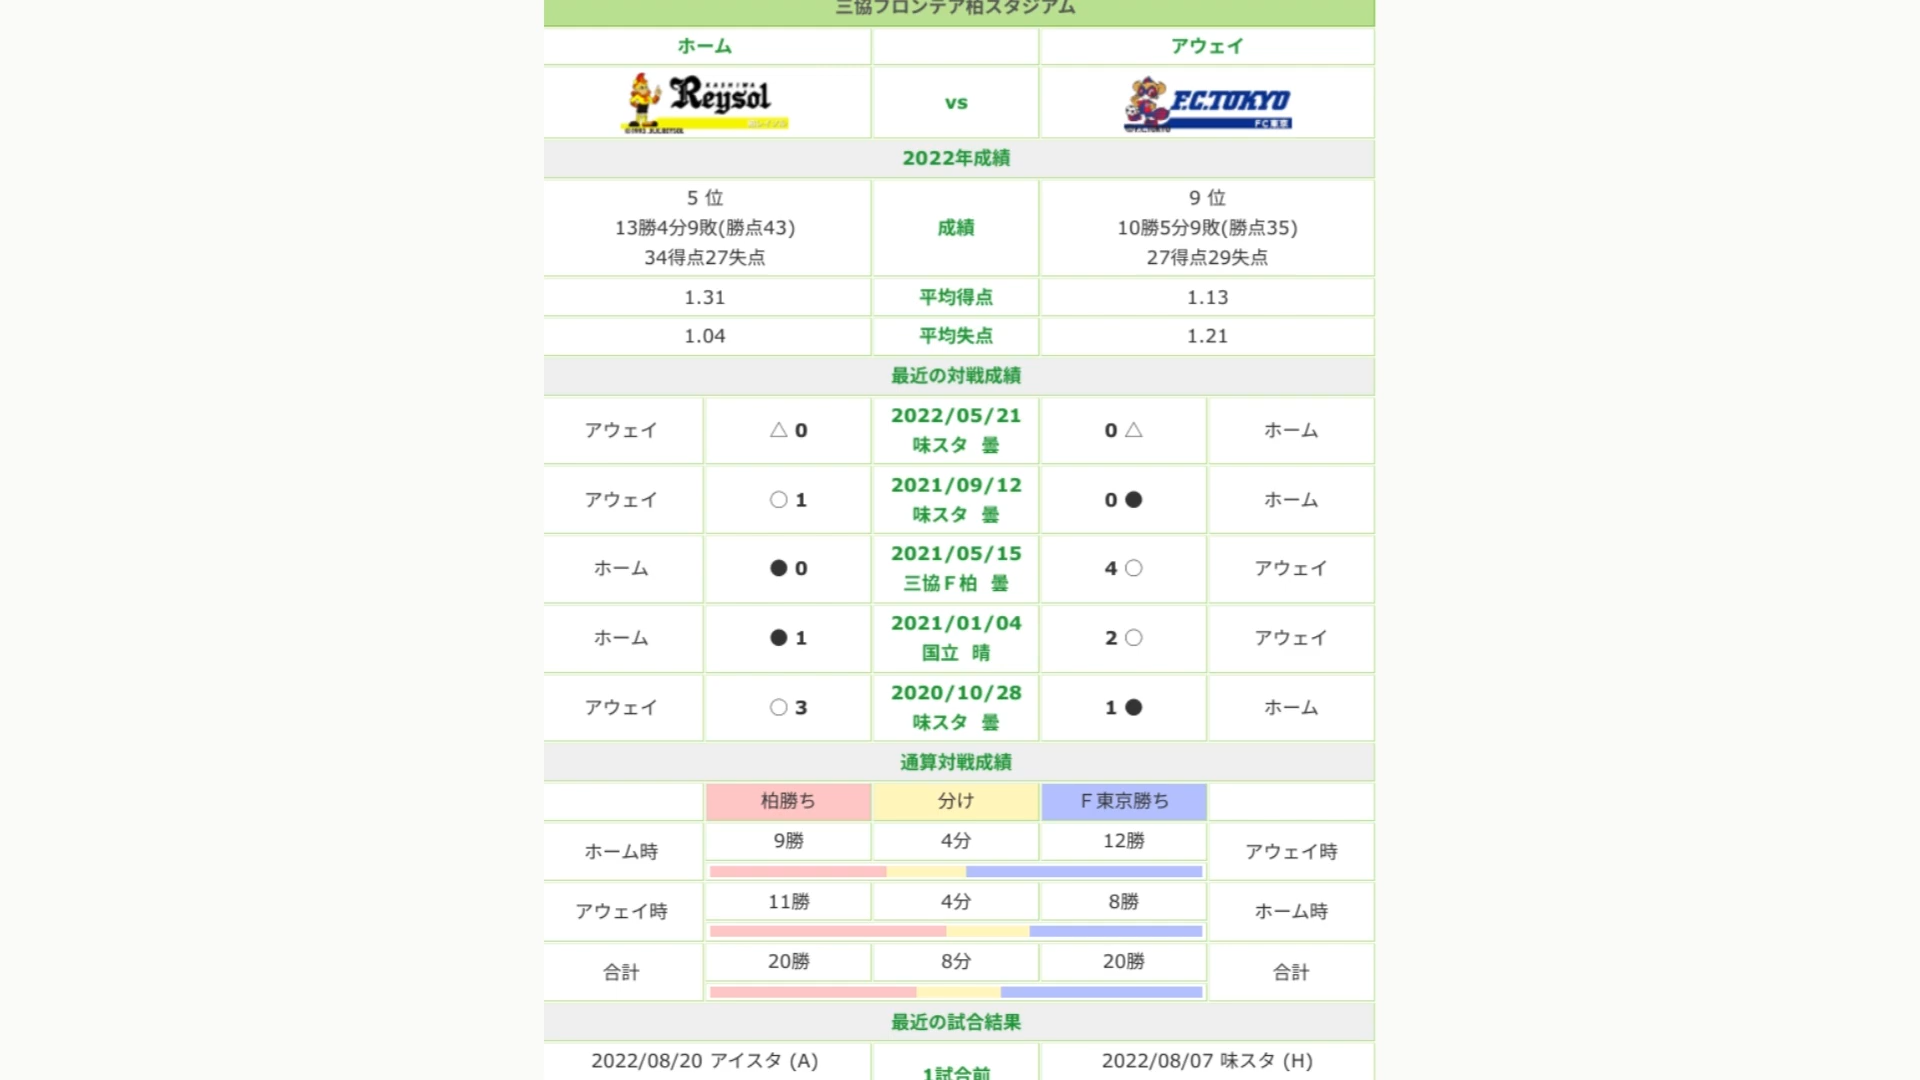 三協フロンテア柏スタジアム
ホーム アウェイ
KASHIWA
Reysol vs F.C.TOKYO
FC東京
2022年成績
5 位 9 位
13勝4分9敗(勝点43) 成績 10勝5分9敗(勝点35)
34得点27失点 27得点29失点
1.31 平均得点 1.13
1.04 平均失点 1.21
最近の対戦成績
アウェイ △ 0 2022/05/21 0 △ ホーム
味スタ 曇
アウェイ ○ 1 2021/09/12 0 ● ホーム
味スタ 曇
ホーム ● 0 2021/05/15 4 ○ アウェイ
三協F柏 曇
ホーム ● 1 2021/01/04 2 ○ アウェイ
国立 晴
アウェイ ○ 3 2020/10/28 1 ● ホーム
味スタ 曇
通算対戦成績
柏勝ち 分け F東京勝ち
ホーム時 9勝 4分 12勝 アウェイ時
アウェイ時 11勝 4分 8勝 ホーム時
合計 20勝 8分 20勝 合計
最近の試合結果
2022/08/20 アイスタ (A) 1試合前 2022/08/07 味スタ (H)